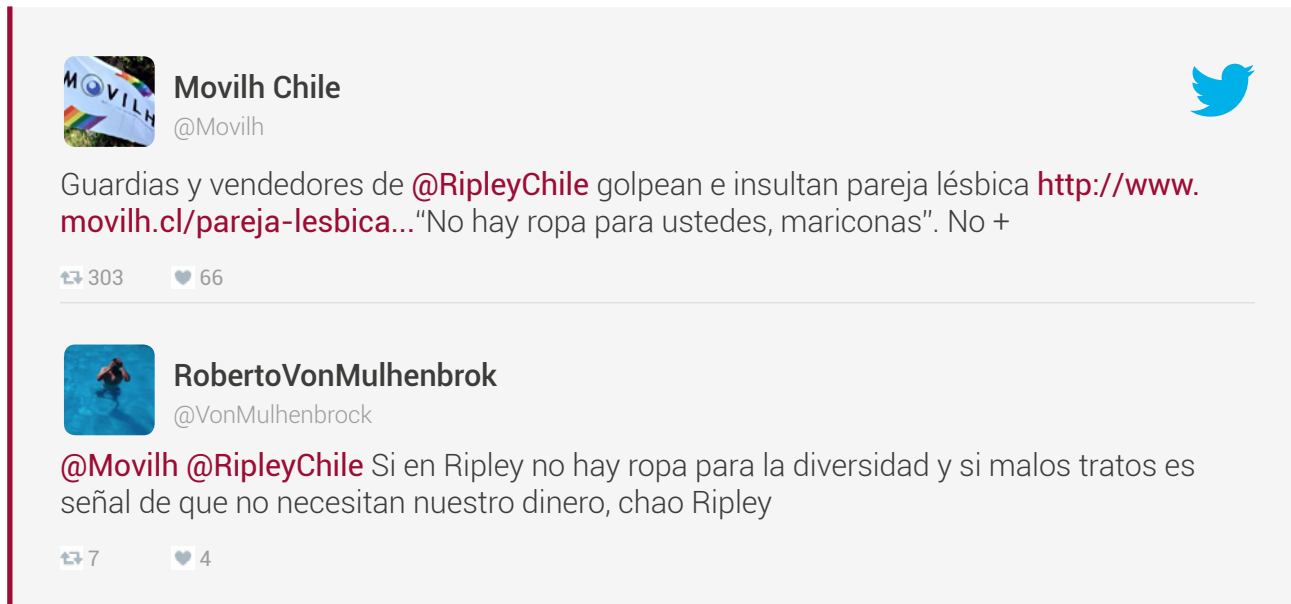 MOVILH
Movilh Chile
@Movilh
Guardias y vendedores de @RipleyChile golpean e insultan pareja lésbica http://www.
movilh.cl/pareja-lesbica...“No hay ropa para ustedes, mariconas”. No +
303 66
RobertoVonMulhenbrok
@VonMulhenbrock
@Movilh @RipleyChile Si en Ripley no hay ropa para la diversidad y si malos tratos es
señal de que no necesitan nuestro dinero, chao Ripley
7 4